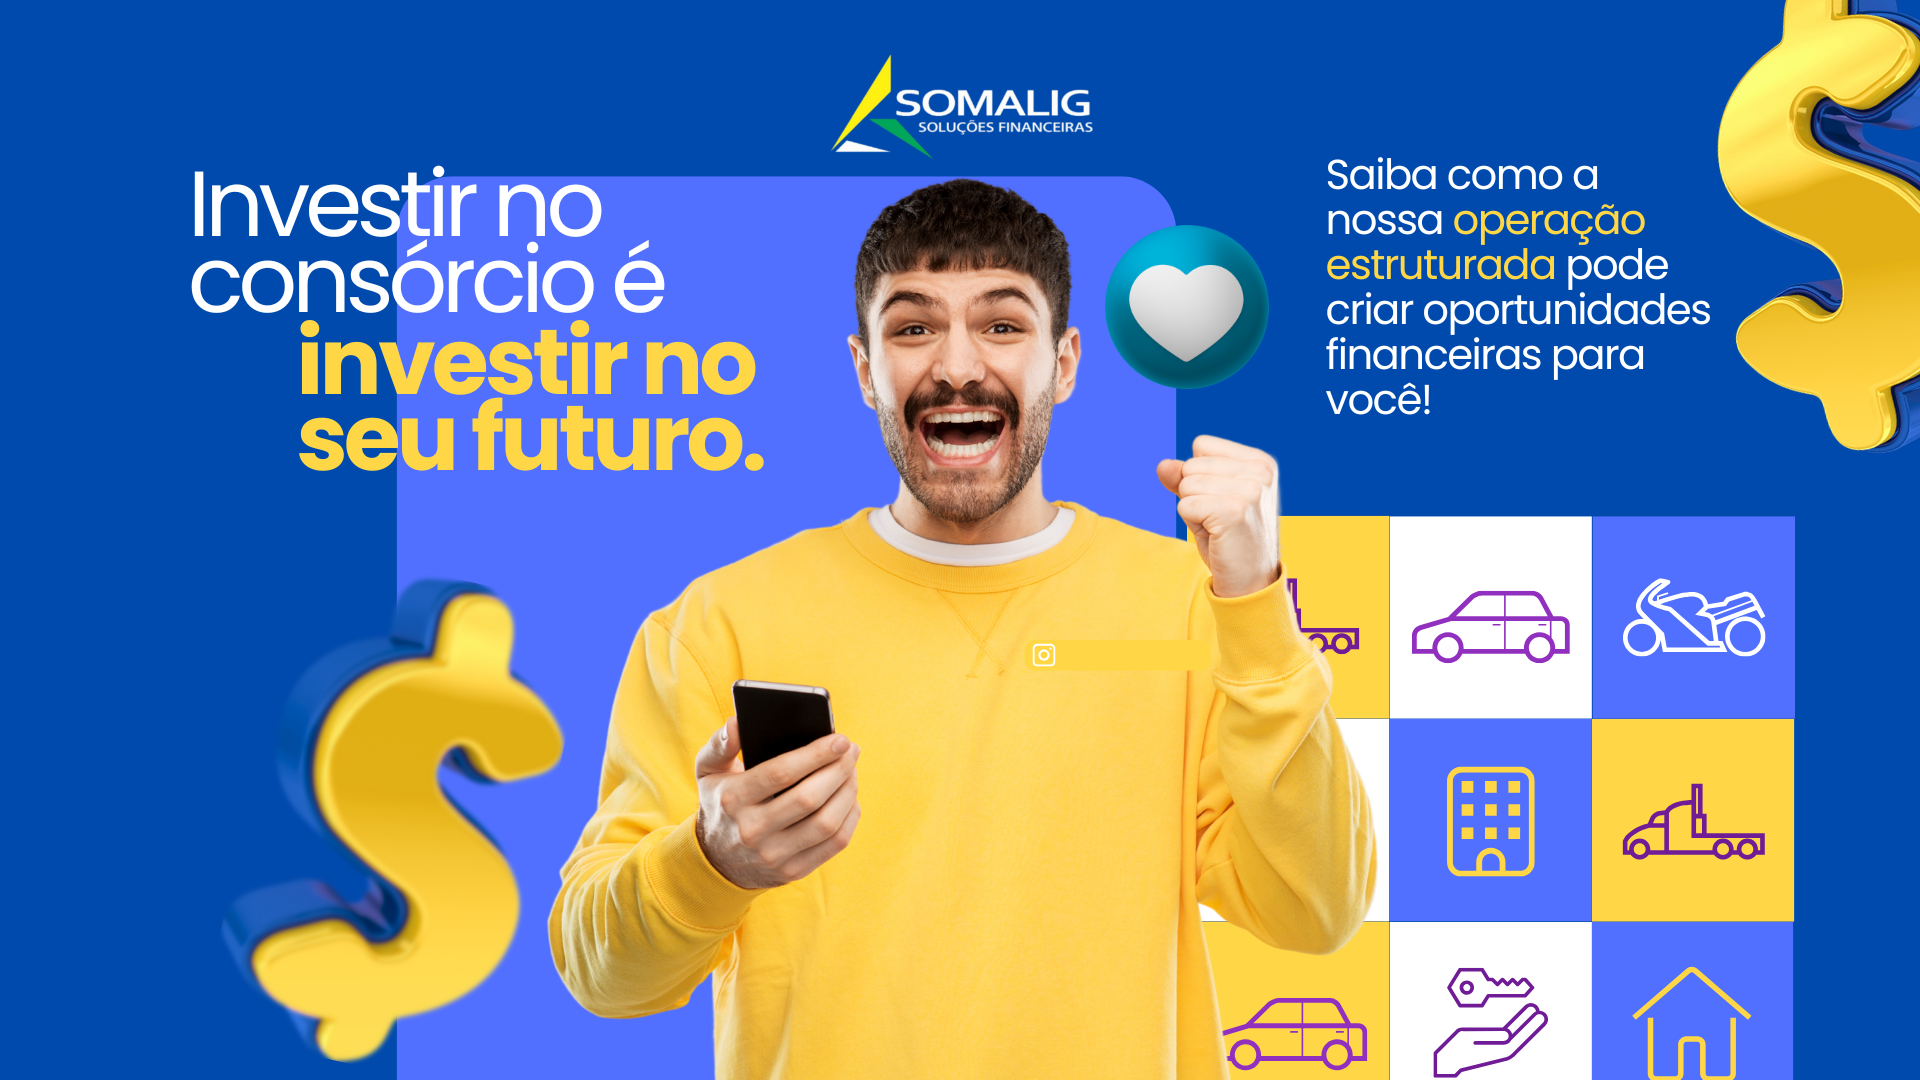 SOMALIG
SOLUÇÕES FINANCEIRAS
Investir no
consórcio é
investir no
seu futuro.
Saiba como a
nossa operação
estruturada pode
criar oportunidades
financeiras para
você!